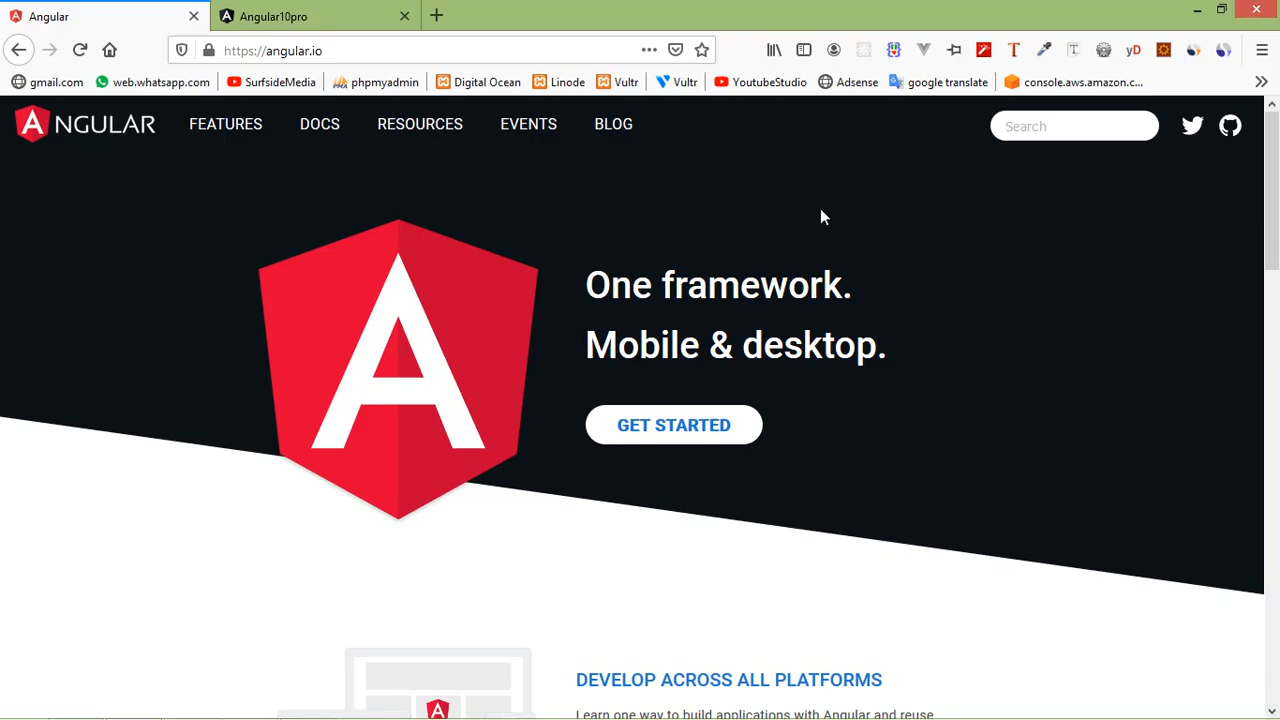 Angular
Angular10pro
https://angular.io
gmail.com
web.whatsapp.com
SurfsideMedia
phpmyadmin
Digital Ocean
Linode
Vultr
Vultr
YoutubeStudio
Adsense
google translate
console.aws.amazon.c...
NGULAR
FEATURES
DOCS
RESOURCES
EVENTS
BLOG
Search
A
One framework.
Mobile & desktop.
GET STARTED
DEVELOP ACROSS ALL PLATFORMS
Learn one way to build applications with Angular and reuse